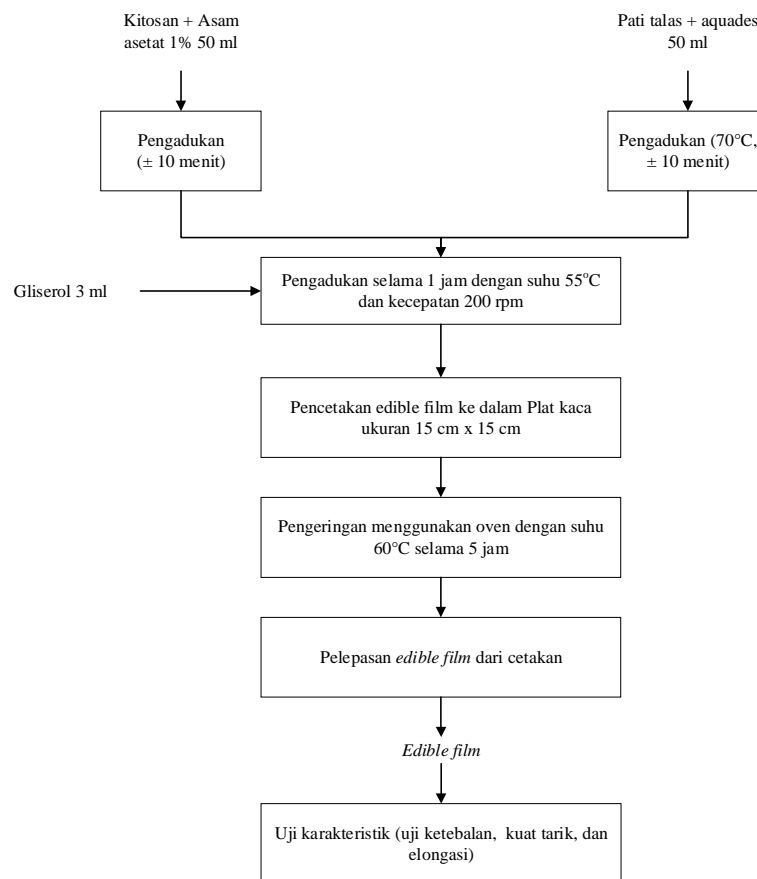 Kitosan + Asam
asetat 1% 50 ml
Pati talas + aquades
50 ml
Pengadukan
(± 10 menit)
Pengadukan (70°C,
± 10 menit)
Gliserol 3 ml
Pengadukan selama 1 jam dengan suhu 55°C
dan kecepatan 200 rpm
Pencetakan edible film ke dalam Plat kaca
ukuran 15 cm x 15 cm
Pengeringan menggunakan oven dengan suhu
60°C selama 5 jam
Pelepasan edible film dari cetakan
Edible film
Uji karakteristik (uji ketebalan, kuat tarik, dan
elongasi)